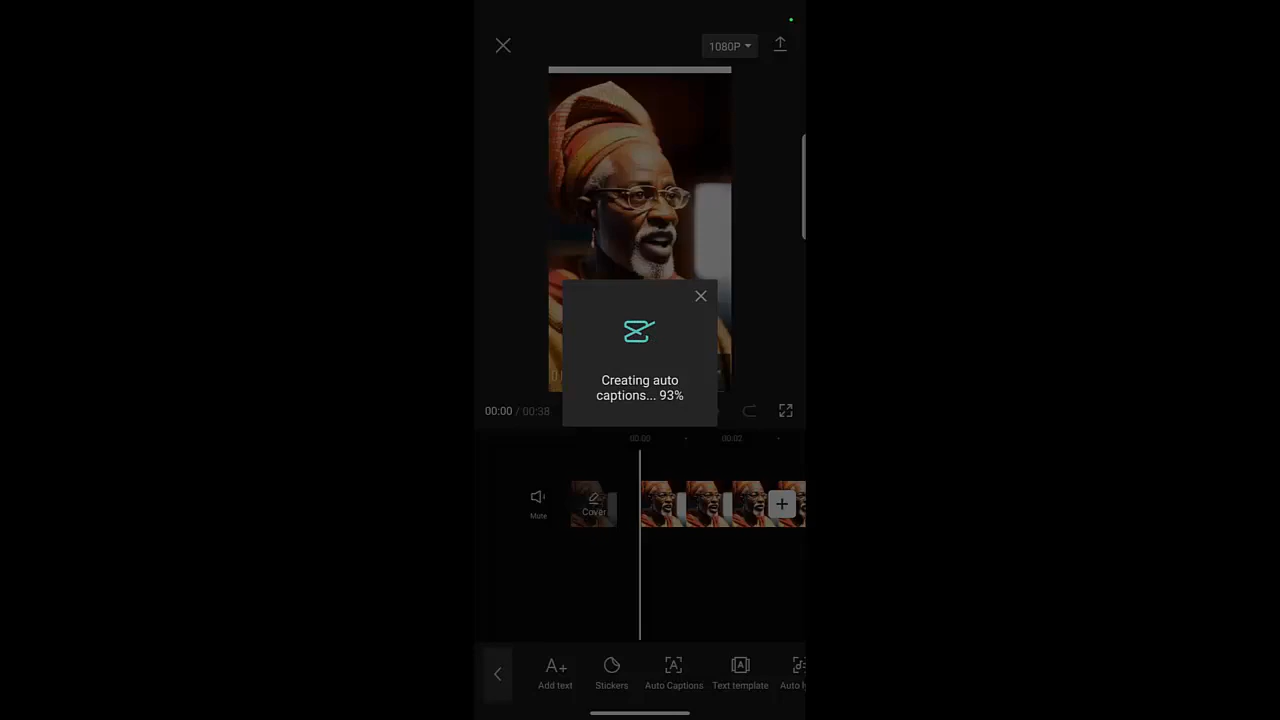 1080P
Creating auto
captions... 93%
00:00 / 00:38
00:00
00:02
Mute
Cover
Add text
Stickers
Auto Captions
Text template
Auto